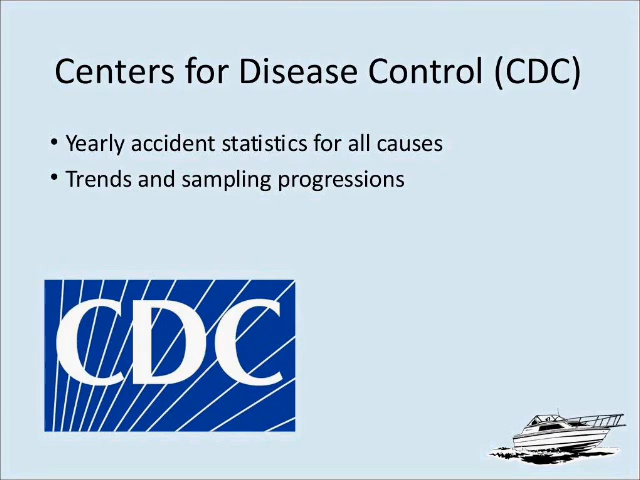 Centers for Disease Control (CDC)
• Yearly accident statistics for all causes
• Trends and sampling progressions
CDC